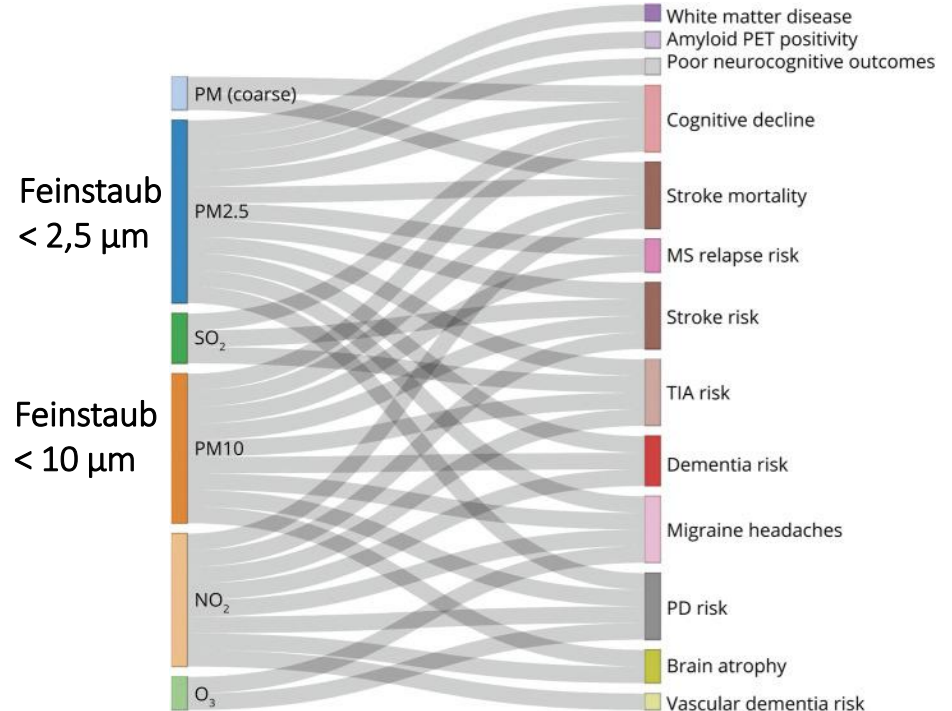 Feinstaub
< 2,5 µm
Feinstaub
< 10 µm
PM (coarse)
PM2.5
SO₂
PM10
NO₂
O₃
White matter disease
Amyloid PET positivity
Poor neurocognitive outcomes
Cognitive decline
Stroke mortality
MS relapse risk
Stroke risk
TIA risk
Dementia risk
Migraine headaches
PD risk
Brain atrophy
Vascular dementia risk